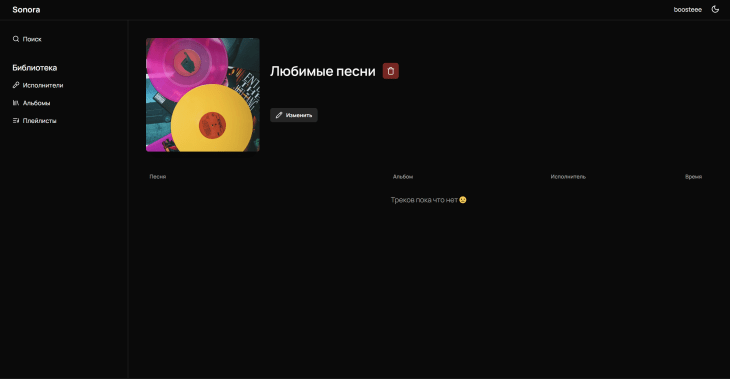 Sonora
boosteee
Поиск
Библиотека
Исполнители
Альбомы
Плейлисты
Любимые песни
Изменить
Песня Альбом Исполнитель Время
Треков пока что нет 😢